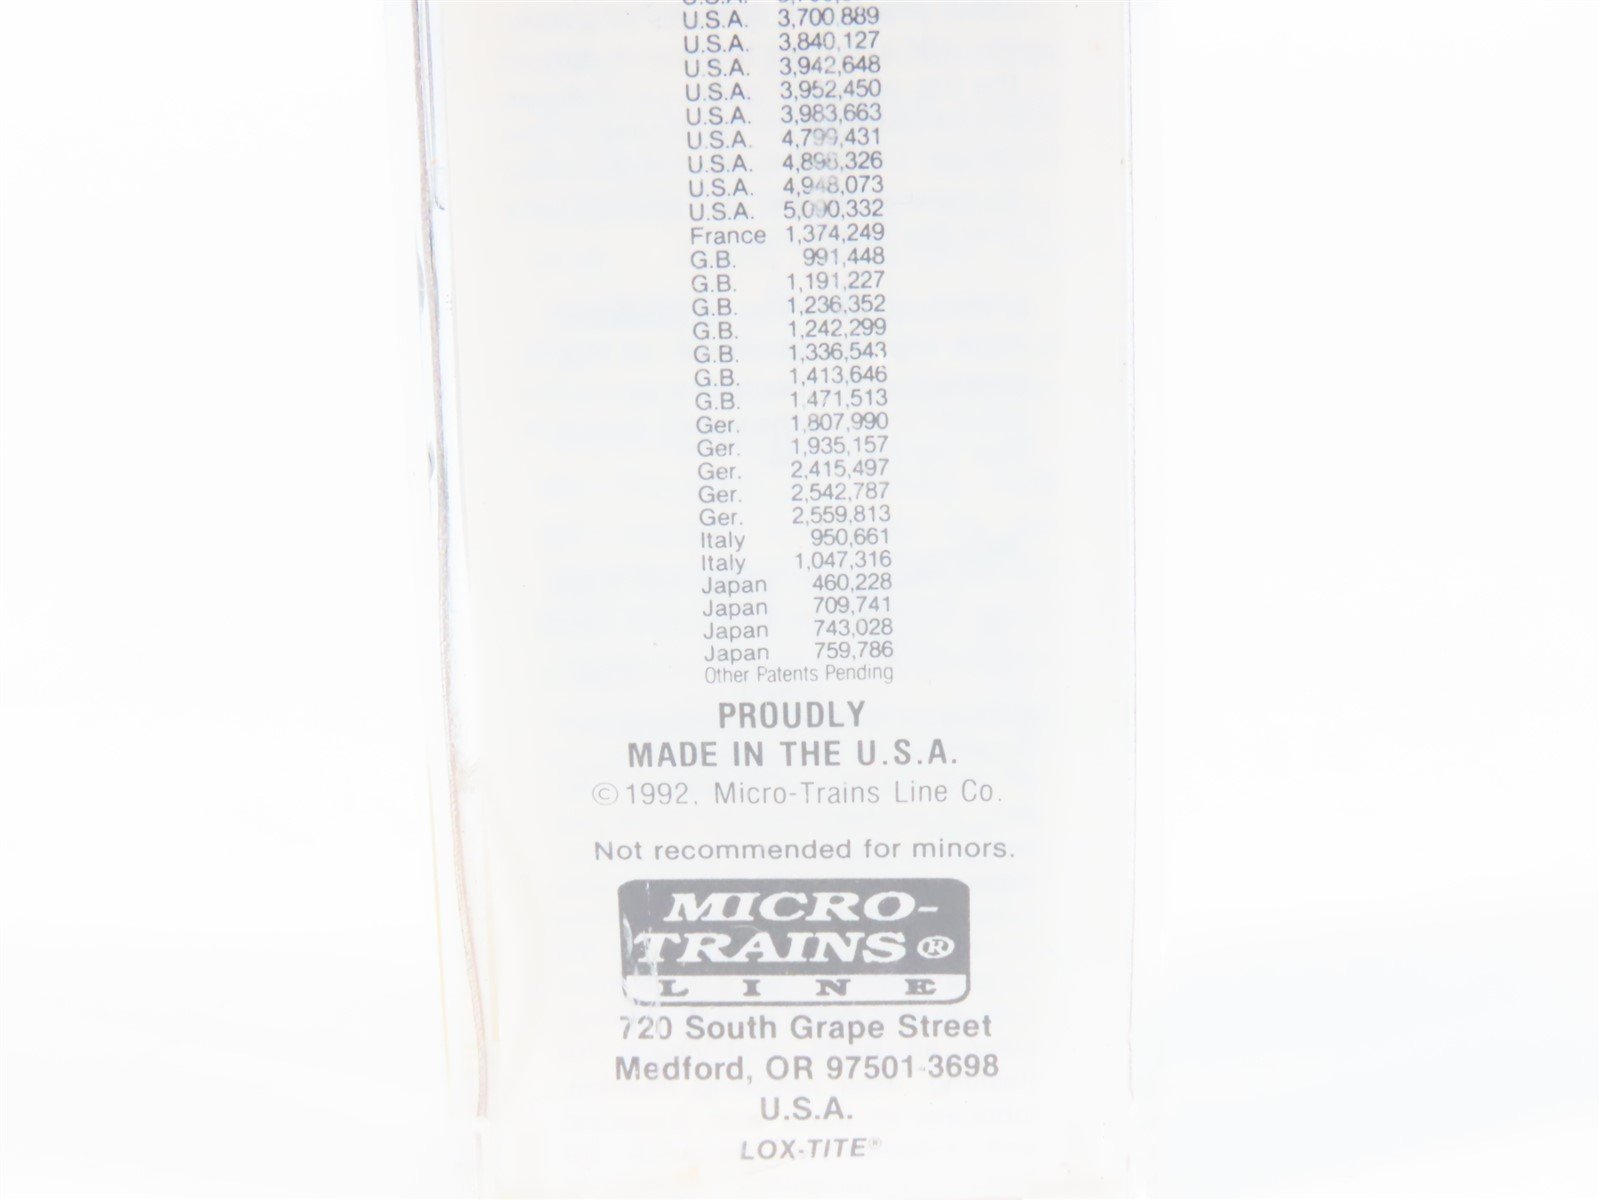 U.S.A. 3,700,889
U.S.A. 3,840,127
U.S.A. 3,942,648
U.S.A. 3,952,450
U.S.A. 3,983,663
U.S.A. 4,799,431
U.S.A. 4,898,326
U.S.A. 4,948,073
U.S.A. 5,090,332
France 1,374,249
G.B. 991,448
G.B. 1,191,227
G.B. 1,236,352
G.B. 1,242,299
G.B. 1,336,543
G.B. 1,413,646
G.B. 1,471,513
Ger. 1,807,990
Ger. 1,935,157
Ger. 2,415,497
Ger. 2,542,787
Ger. 2,559,813
Italy 950,661
Italy 1,047,316
Japan 460,228
Japan 709,741
Japan 743,028
Japan 759,786
Other Patents Pending
PROUDLY
MADE IN THE U.S.A.
©1992, Micro-Trains Line Co.
Not recommended for minors.
MICRO-
TRAINS®
LINE
720 South Grape Street
Medford, OR 97501-3698
U.S.A.
LOX-TITE®